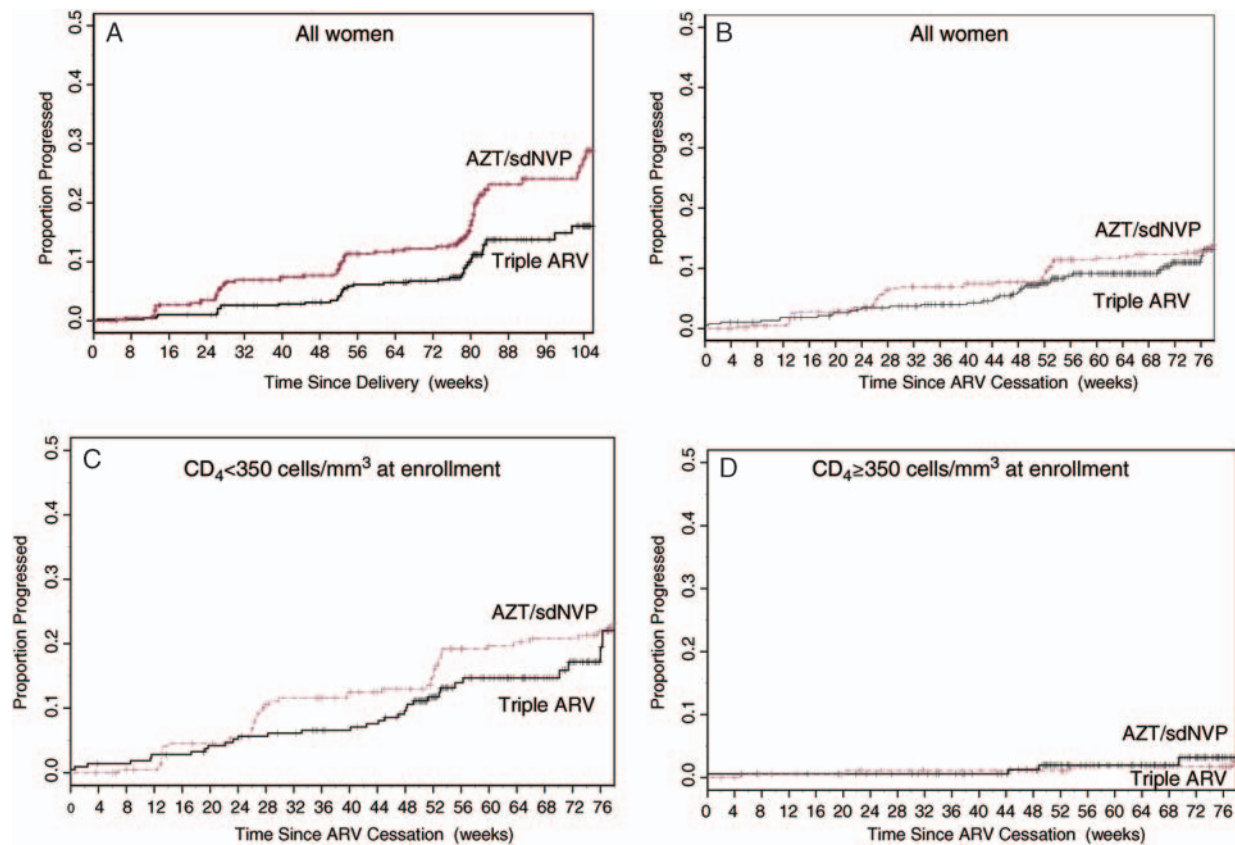 A
All women
Proportion Progressed
0.5
0.4
0.3
0.2
0.1
0.0
AZT/sdNVP
Triple ARV
0 8 16 24 32 40 48 56 64 72 80 88 96 104
Time Since Delivery (weeks)
B
All women
Proportion Progressed
0.5
0.4
0.3
0.2
0.1
0.0
AZT/sdNVP
Triple ARV
0 4 8 12 16 20 24 28 32 36 40 44 48 52 56 60 64 68 72 76
Time Since ARV Cessation (weeks)
C
CD4<350 cells/mm3 at enrollment
Proportion Progressed
0.5
0.4
0.3
0.2
0.1
0.0
AZT/sdNVP
Triple ARV
0 4 8 12 16 20 24 28 32 36 40 44 48 52 56 60 64 68 72 76
Time Since ARV Cessation (weeks)
D
CD4≥350 cells/mm3 at enrollment
Proportion Progressed
0.5
0.4
0.3
0.2
0.1
0.0
AZT/sdNVP
Triple ARV
0 4 8 12 16 20 24 28 32 36 40 44 48 52 56 60 64 68 72 76
Time Since ARV Cessation (weeks)